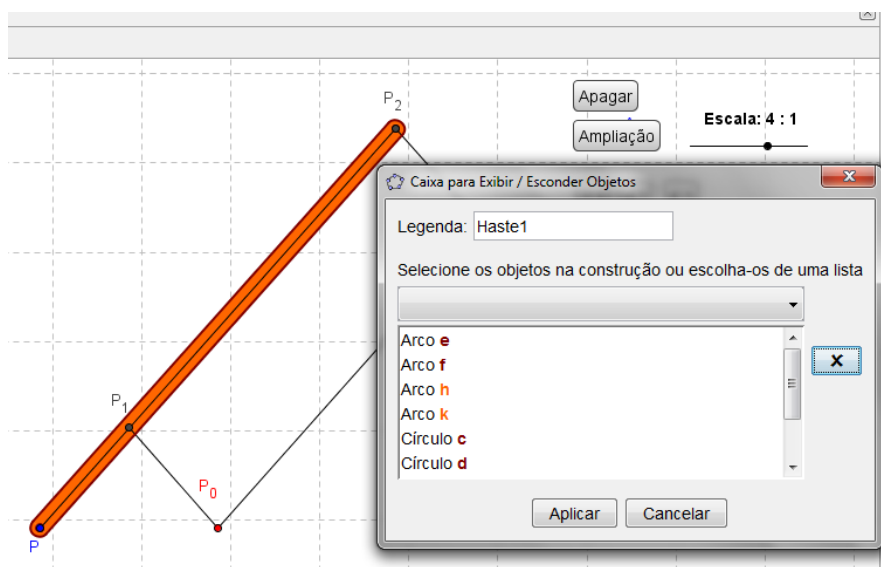 P2
Apagar
Escala: 4 : 1
Ampliação
Caixa para Exibir / Esconder Objetos
Legenda: Haste1
Selecione os objetos na construção ou escolha-os de uma lista
Arco e
Arco f
Arco h
Arco k
Círculo c
Círculo d
Aplicar Cancelar
P1
P0
P